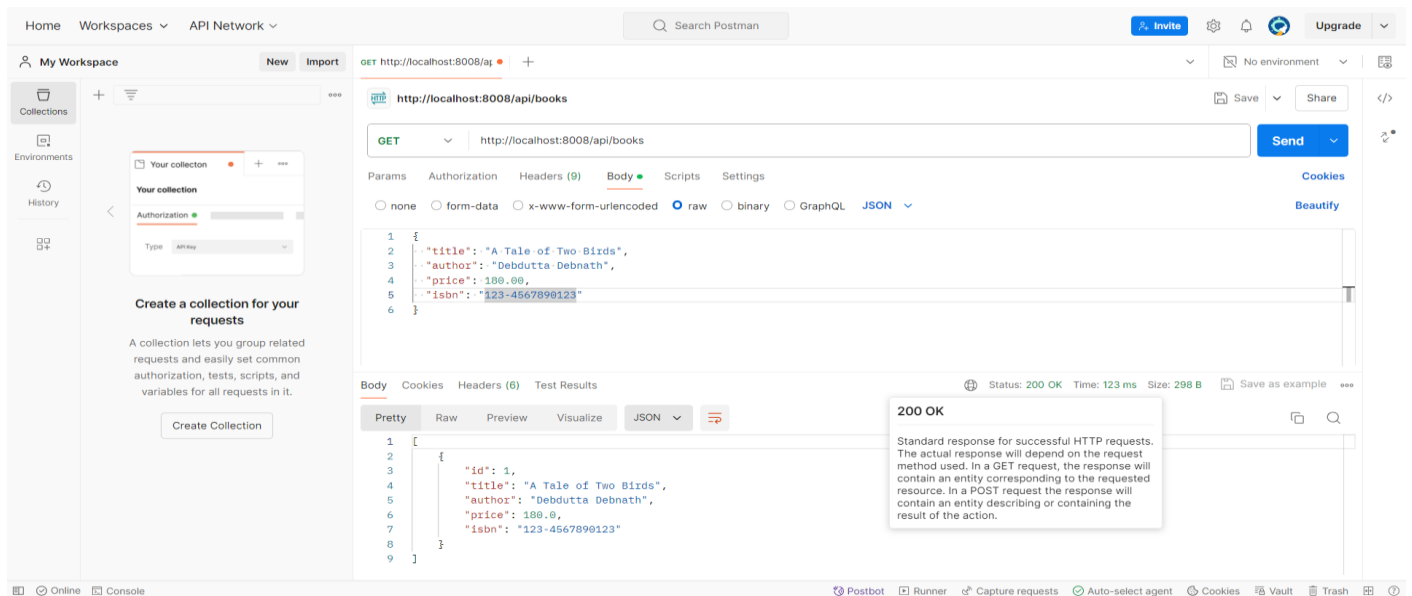 Home Workspaces API Network Search Postman Invite Upgrade
My Workspace New Import GET http://localhost:8008/ap No environment
Collections
Environments
History
Your collecton
Your collection
Authorization
Type API Key
Create a collection for your
requests
A collection lets you group related
requests and easily set common
authorization, tests, scripts, and
variables for all requests in it.
Create Collection
HTTP http://localhost:8008/api/books Save Share </>
GET http://localhost:8008/api/books Send
Params Authorization Headers (9) Body Scripts Settings Cookies
none form-data x-www-form-urlencoded raw binary GraphQL JSON Beautify
1 {
2 "title": "A Tale of Two Birds",
3 "author": "Debdutta Debnath",
4 "price": 180.00,
5 "isbn": "123-4567890123"
6 }
Body Cookies Headers (6) Test Results Status: 200 OK Time: 123 ms Size: 298 B Save as example
Pretty Raw Preview Visualize JSON
1 [
2 {
3 "id": 1,
4 "title": "A Tale of Two Birds",
5 "author": "Debdutta Debnath",
6 "price": 180.0,
7 "isbn": "123-4567890123"
8 }
9 ]
200 OK
Standard response for successful HTTP requests.
The actual response will depend on the request
method used. In a GET request, the response will
contain an entity corresponding to the requested
resource. In a POST request the response will
contain an entity describing or containing the
result of the action.
Online Console Postbot Runner Capture requests Auto-select agent Cookies Vault Trash